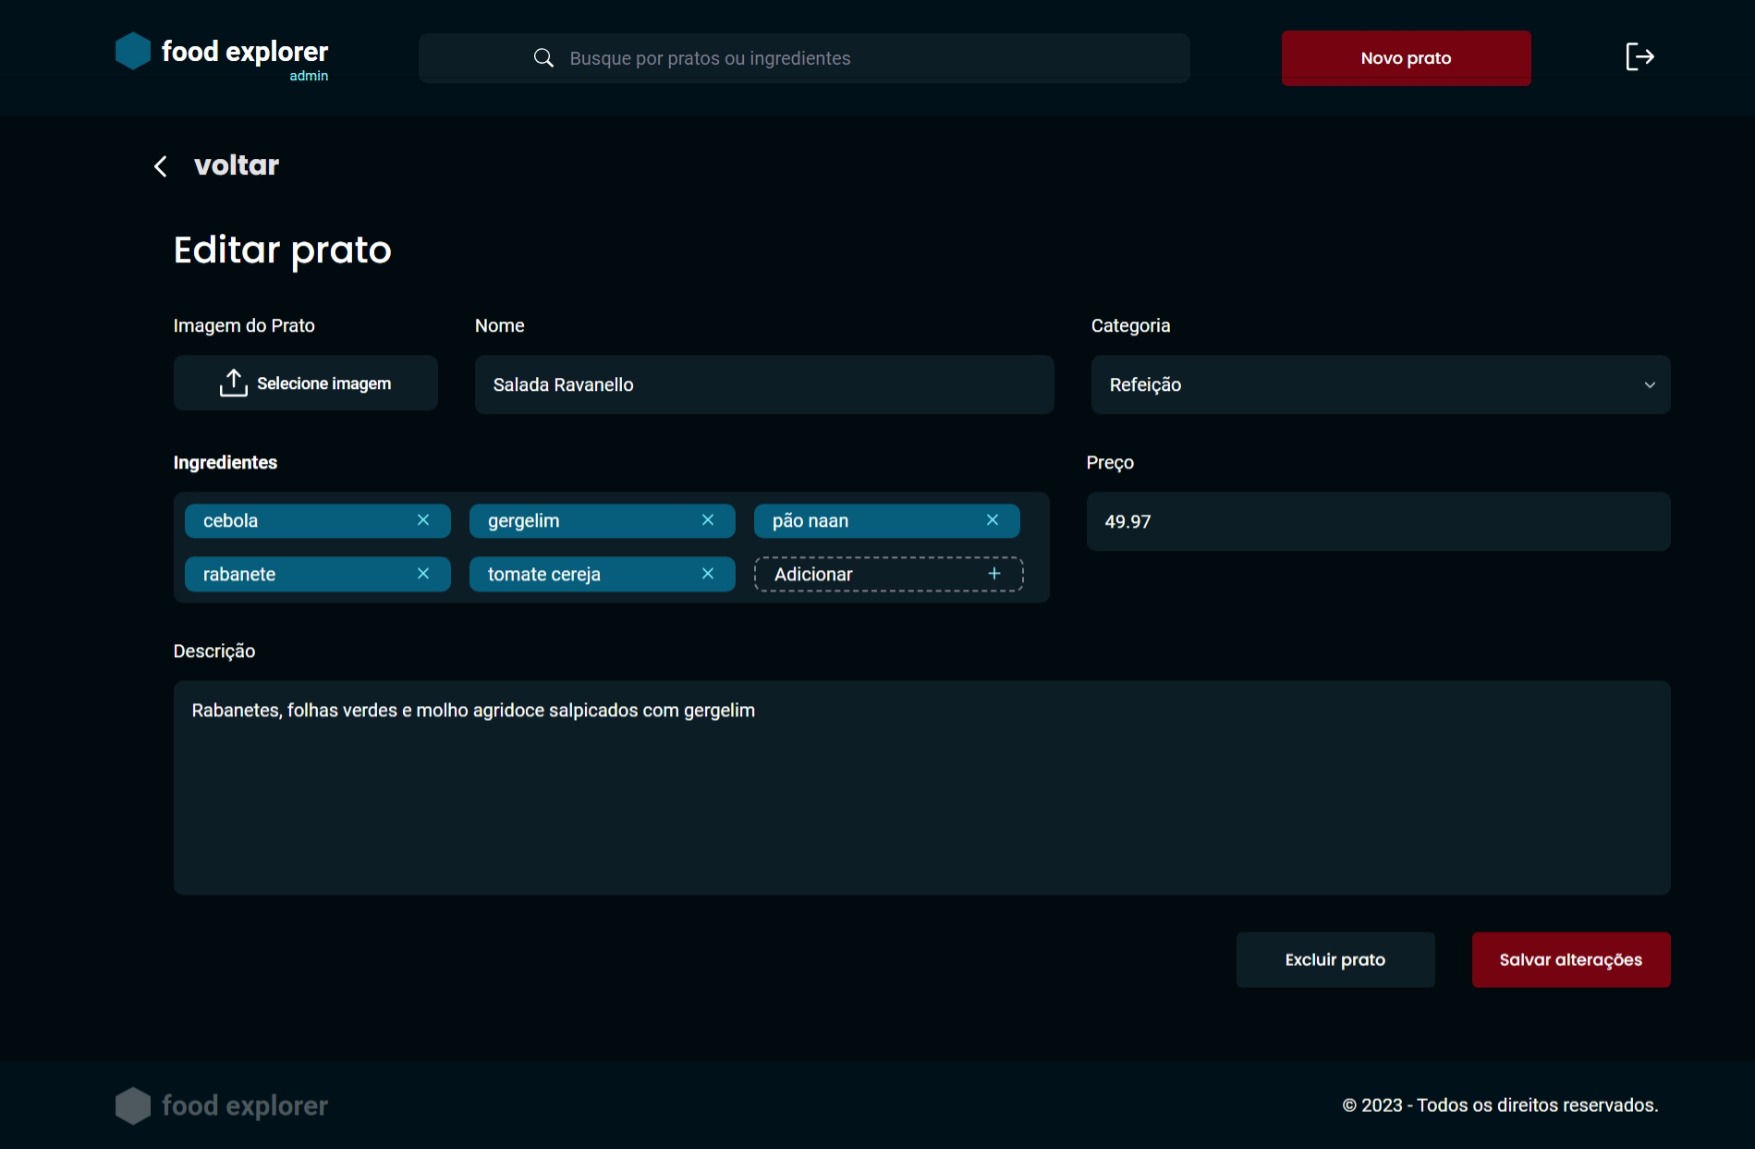 food explorer
admin
Busque por pratos ou ingredientes
Novo prato
voltar
Editar prato
Imagem do Prato
Selecione imagem
Nome
Salada Ravanello
Categoria
Refeição
Ingredientes
cebola
gergelim
pão naan
rabanete
tomate cereja
Adicionar
Preço
49.97
Descrição
Rabanetes, folhas verdes e molho agridoce salpicados com gergelim
Excluir prato
Salvar alterações
food explorer
© 2023 - Todos os direitos reservados.